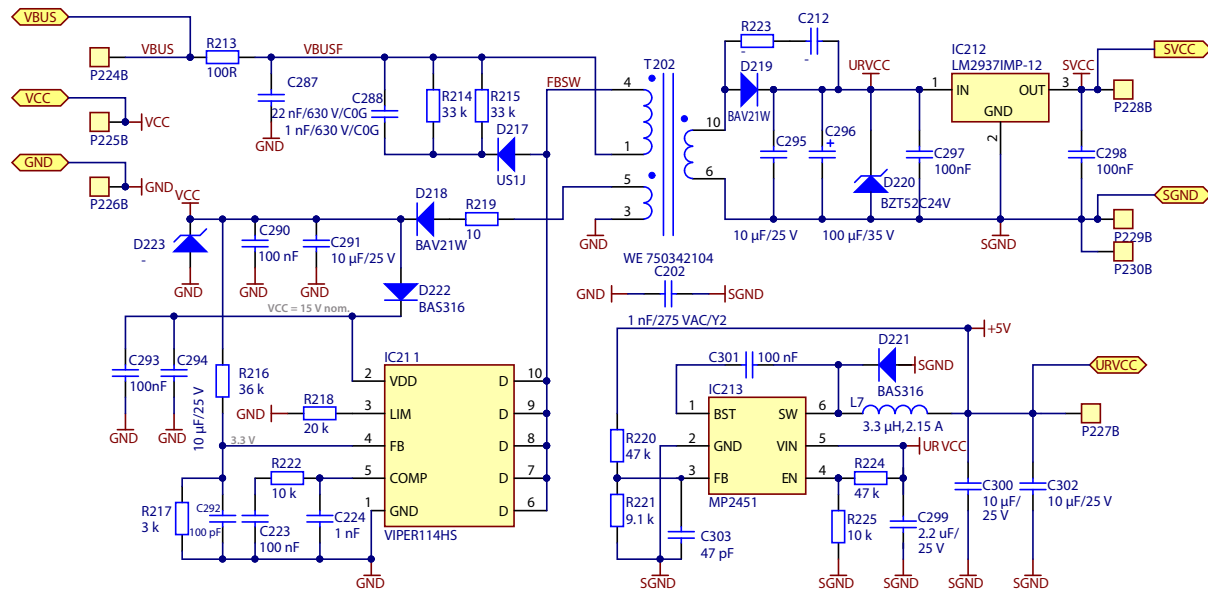 VBUS
P224B
VBUS
R213
100R
VBUSF
C287
22 nF/630 V/C0G
GND
C288
1 nF/630 V/C0G
R214
33 k
R215
33 k
D217
US1J
FBSW
T202
4
1
5
3
10
6
GND
WE 750342104
VCC
P225B
VCC
GND
P226B
GND
R223
-
C212
-
D219
BAV21W
C295
10 µF/25 V
C296
+
100 µF/35 V
URVCC
D220
BZT52C24V
C297
100nF
IC212
LM2937IMP-12
1
IN
OUT
3
GND
2
SGND
SVCC
SVCC
P228B
C298
100nF
SGND
P229B
P230B
VCC
D223
-
GND
C290
100 nF
GND
C291
10 µF/25 V
GND
D218
BAV21W
R219
10
D222
BAS316
VCC = 15 V nom.
C293
100nF
GND
C294
10 µF/25 V
GND
R216
36 k
GND
R218
20 k
3.3 V
R217
3 k
C292
100 pF
R222
10 k
C223
100 nF
C224
1 nF
GND
IC21 1
2
VDD
3
LIM
4
FB
5
COMP
1
GND
D
10
D
9
D
8
D
7
D
6
VIPER114HS
GND
C202
SGND
1 nF/275 VAC/Y2
+5V
C301
100 nF
D221
SGND
BAS316
IC213
1
BST
2
GND
3
FB
SW
6
VIN
5
EN
4
MP2451
L7
3.3 µH,2.15 A
UR VCC
R220
47 k
R221
9.1 k
C303
47 pF
SGND
R224
47 k
R225
10 k
SGND
C299
2.2 uF/
25 V
SGND
C300
10 µF/
25 V
SGND
C302
10 µF/25 V
SGND
URVCC
P227B